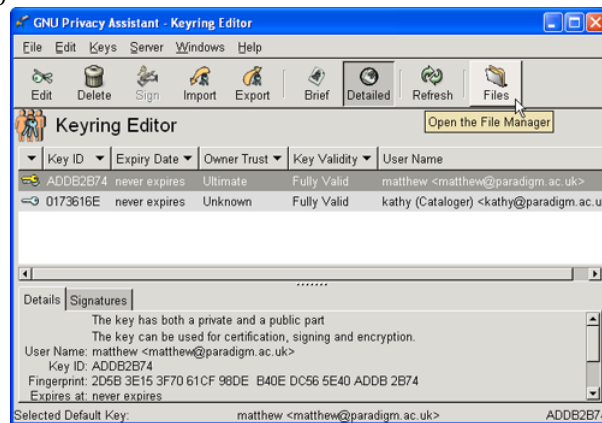 GNU Privacy Assistant - Keyring Editor
File Edit Keys Server Windows Help
Edit Delete Sign Import Export Brief Detailed Refresh Files
Keyring Editor
Open the File Manager
Key ID Expiry Date Owner Trust Key Validity User Name
ADDB2B74 never expires Ultimate Fully Valid matthew <matthew@paradigm.ac.uk>
0173616E never expires Unknown Fully Valid kathy (Cataloger) <kathy@paradigm.ac.u
Details Signatures
The key has both a private and a public part
The key can be used for certification, signing and encryption.
User Name: matthew <matthew@paradigm.ac.uk>
Key ID: ADDB2B74
Fingerprint: 2D5B 3E15 3F70 61CF 98DE B40E DC56 5E40 ADDB 2B74
Expires at: never expires
Selected Default Key: matthew <matthew@paradigm.ac.uk> ADDB2B74